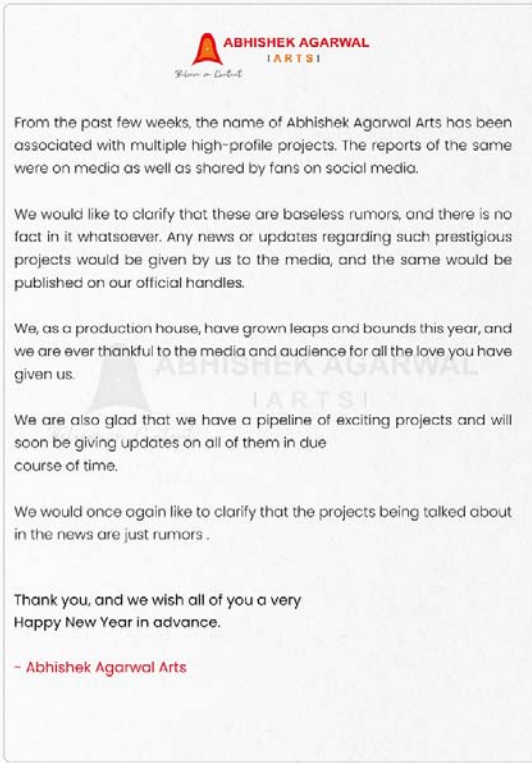 ABHISHEK AGARWAL
|ARTS|
From the past few weeks, the name of Abhishek Agarwal Arts has been
associated with multiple high-profile projects. The reports of the same
were on media as well as shared by fans on social media.
We would like to clarify that these are baseless rumors, and there is no
fact in it whatsoever. Any news or updates regarding such prestigious
projects would be given by us to the media, and the same would be
published on our official handles.
We, as a production house, have grown leaps and bounds this year, and
we are ever thankful to the media and audience for all the love you have
given us.
ABHISHEK AGARWAL
|ARTS|
We are also glad that we have a pipeline of exciting projects and will
soon be giving updates on all of them in due
course of time.
We would once again like to clarify that the projects being talked about
in the news are just rumors .
Thank you, and we wish all of you a very
Happy New Year in advance.
- Abhishek Agarwal Arts